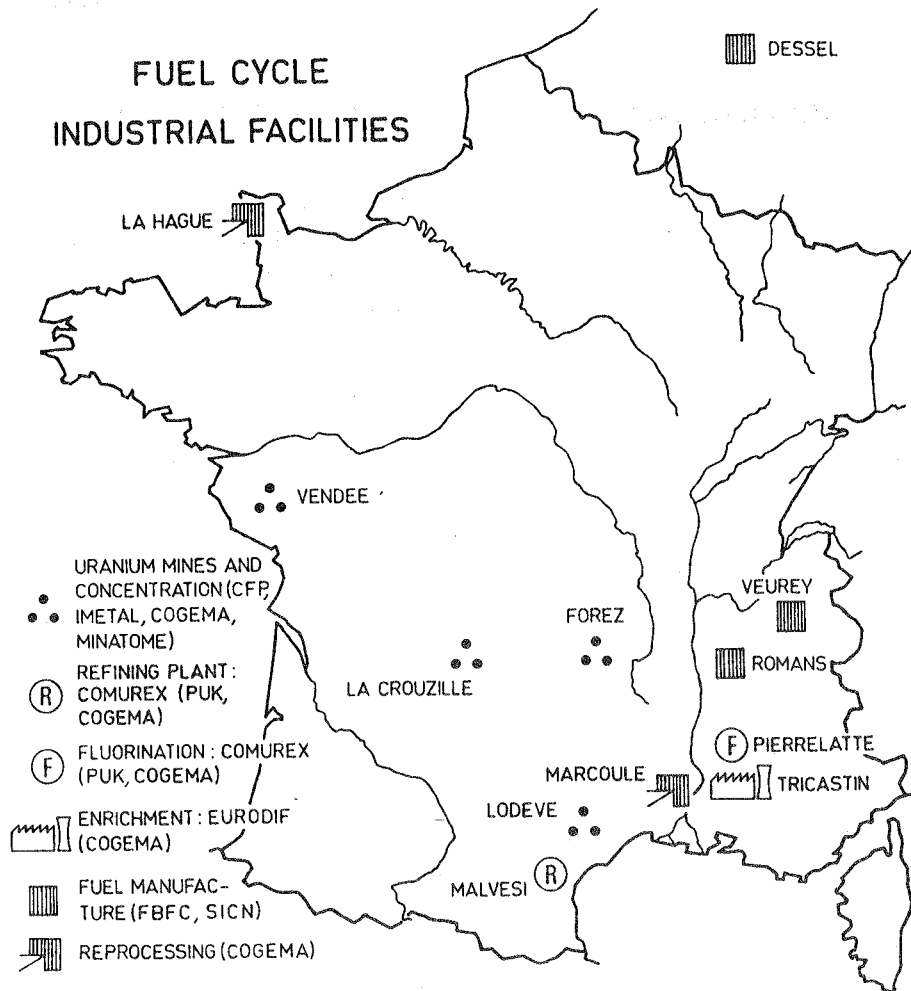 FUEL CYCLE
INDUSTRIAL FACILITIES
DESSEL
LA HAGUE
VENDEE
URANIUM MINES AND
CONCENTRATION (CFP,
IMETAL, COGEMA,
MINATOME)
R
REFINING PLANT:
COMUREX (PUK,
COGEMA)
F
FLUORINATION : COMUREX
(PUK, COGEMA)
ENRICHMENT : EURODIF
(COGEMA)
FUEL MANUFAC-
TURE (FBFC, SICN)
REPROCESSING (COGEMA)
VEUREY
FOREZ
ROMANS
LA CROUZILLE
F PIERRELATTE
MARCOULE
TRICASTIN
LODEVE
MALVESI R